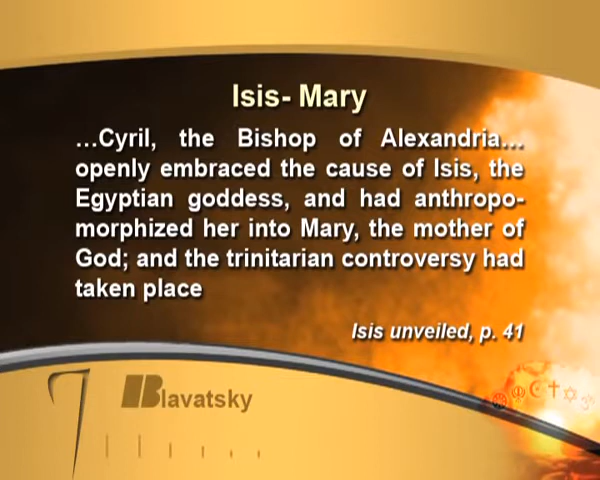 Isis- Mary
…Cyril, the Bishop of Alexandria…
openly embraced the cause of Isis, the
Egyptian goddess, and had anthropo-
morphized her into Mary, the mother of
God; and the trinitarian controversy had
taken place
Isis unveiled, p. 41
Blavatsky